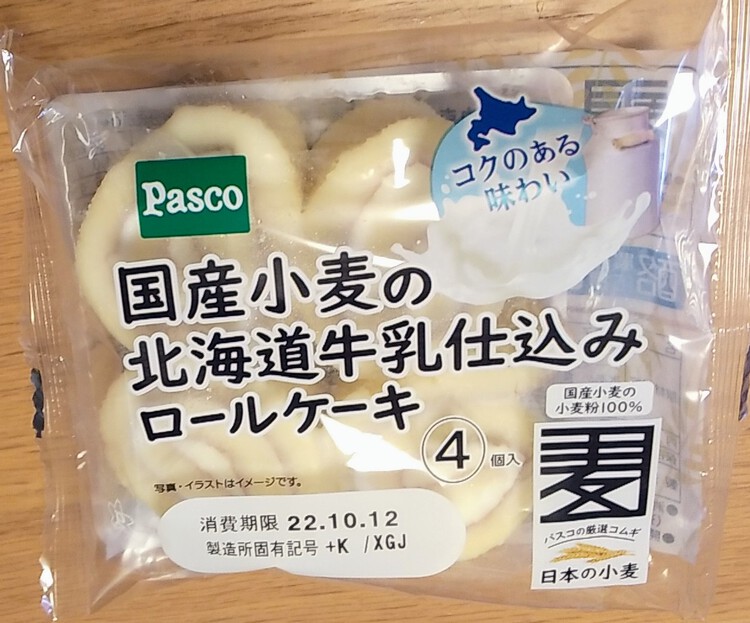 コクのある
味わい
Pasco
国産小麦の
北海道牛乳仕込み
ロールケーキ
4個入
国産小麦の
小麦粉100%
麦
パスコの厳選コムギ
日本の小麦
写真・イラストはイメージです。
消費期限 22.10.12
製造所固有記号 +K /XGJ